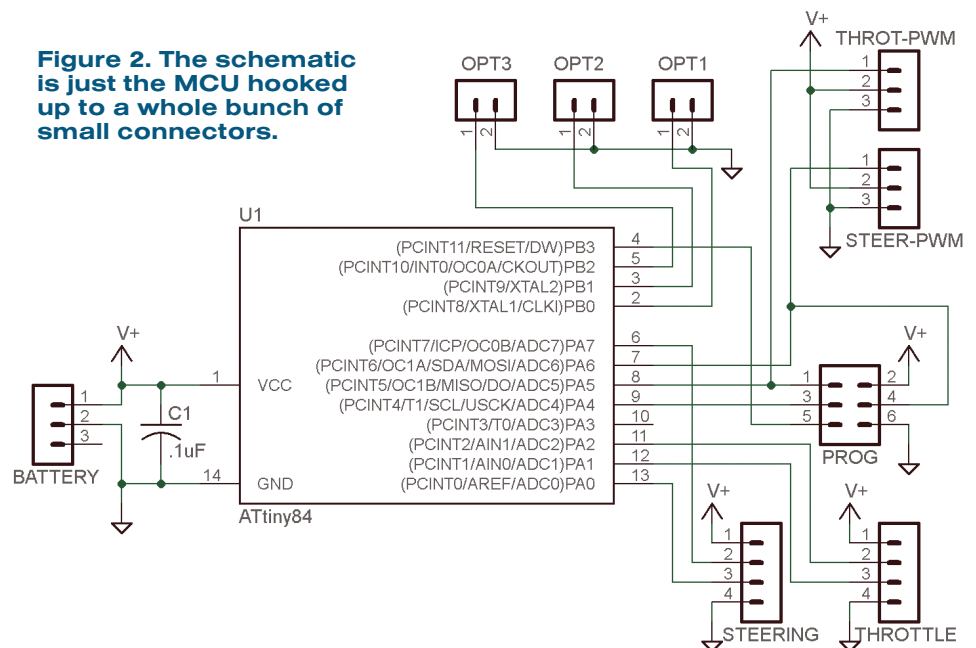 Figure 2. The schematic
is just the MCU hooked
up to a whole bunch of
small connectors.
OPT3
1
2
OPT2
1
2
OPT1
1
2
V+
THROT-PWM
1
2
3
1
2
3
STEER-PWM
U1
(PCINT11/RESET/DW)PB3 4
(PCINT10/INT0/OC0A/CKOUT)PB2 5
(PCINT9/XTAL2)PB1 3
(PCINT8/XTAL1/CLKI)PB0 2
(PCINT7/ICP/OC0B/ADC7)PA7 6
(PCINT6/OC1A/SDA/MOSI/ADC6)PA6 7
1 VCC (PCINT5/OC1B/MISO/DO/ADC5)PA5 8
(PCINT4/T1/SCL/USCK/ADC4)PA4 9
(PCINT3/T0/ADC3)PA3 10
(PCINT2/AIN1/ADC2)PA2 11
(PCINT1/AIN0/ADC1)PA1 12
14 GND (PCINT0/AREF/ADC0)PA0 13
ATtiny84
V+
1
2
3
BATTERY
C1
.1uF
V+
1 2
3 4
5 6
PROG
V+
1
2
3
4
STEERING
V+
1
2
3
4
THROTTLE